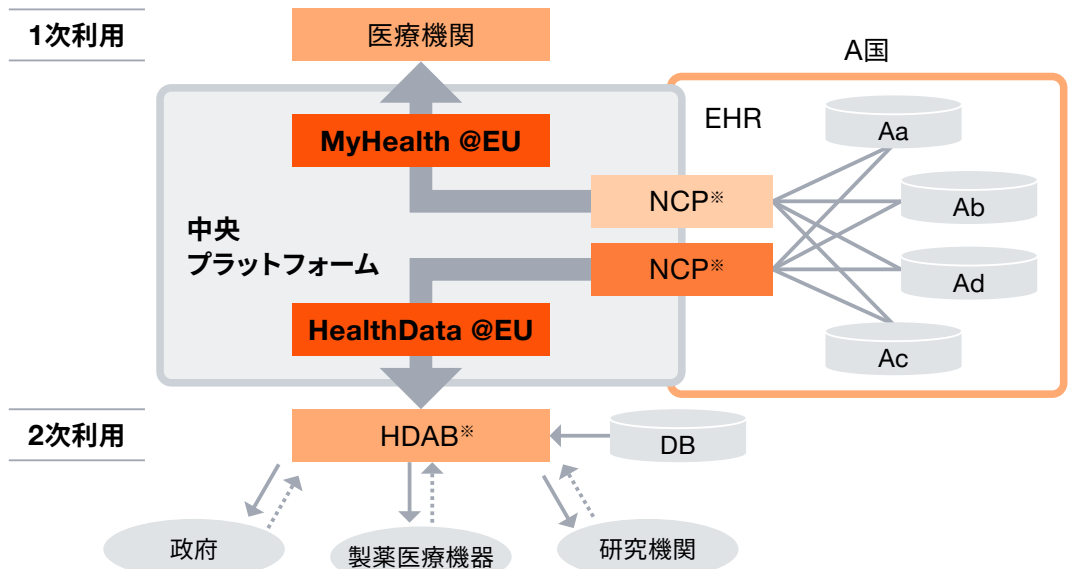 1次利用
医療機関
A国
MyHealth @EU
EHR
Aa
NCP※
Ab
中央
プラットフォーム
NCP※
Ad
HealthData @EU
Ac
2次利用
HDAB※
DB
政府
製薬医療機器
研究機関